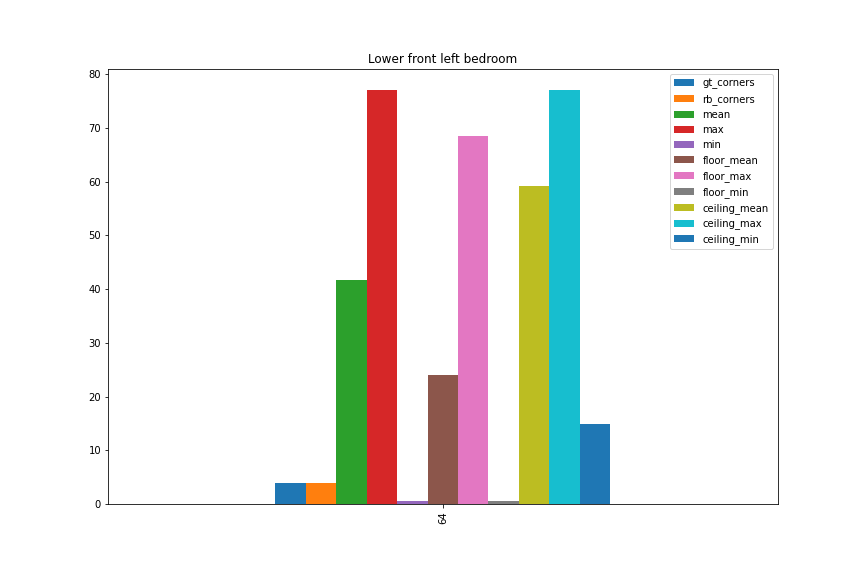 Lower front left bedroom
80
70
60
50
40
30
20
10
0
64
gt_corners
rb_corners
mean
max
min
floor_mean
floor_max
floor_min
ceiling_mean
ceiling_max
ceiling_min